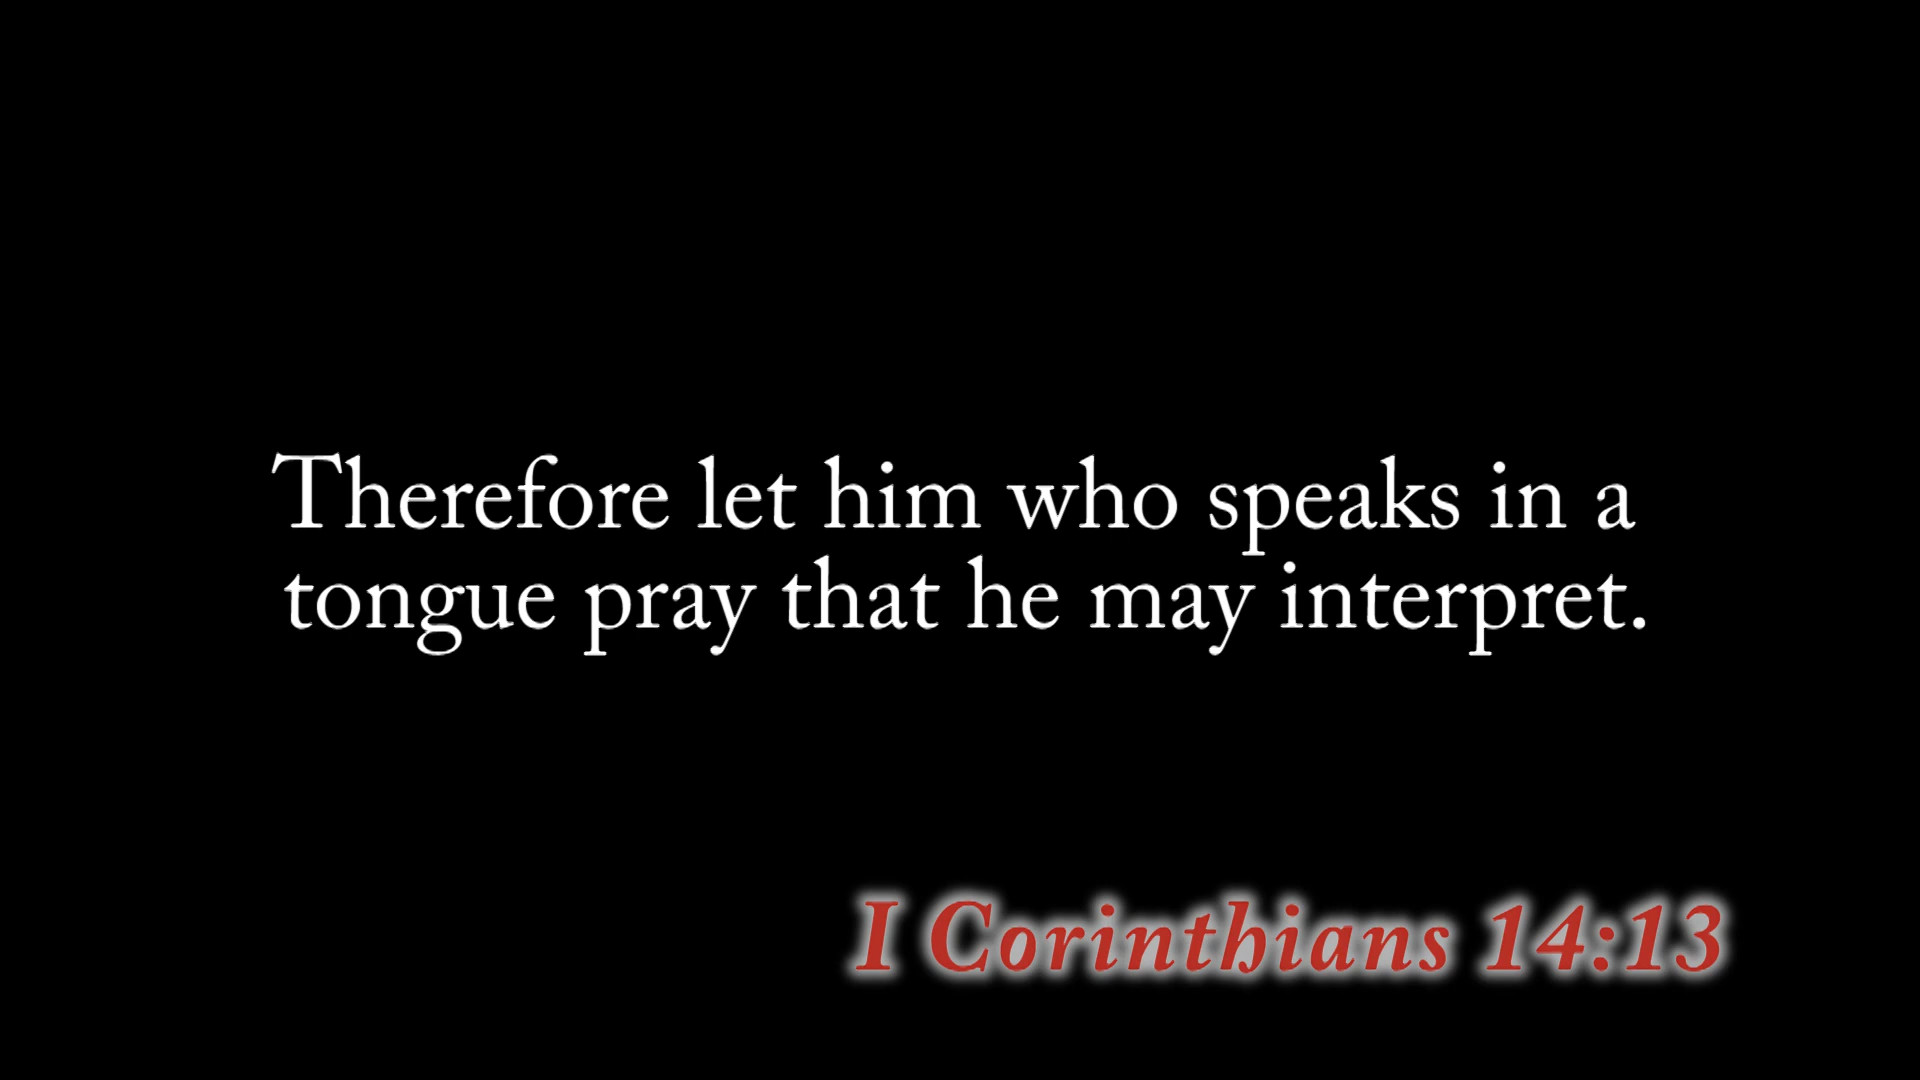 Therefore let him who speaks in a
tongue pray that he may interpret.
I Corinthians 14:13